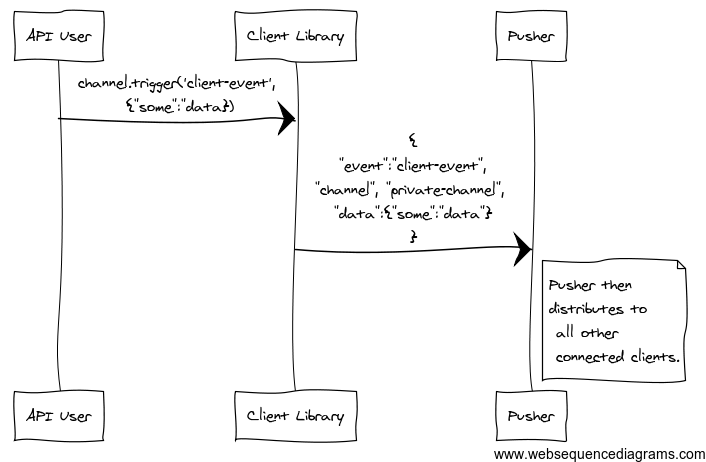 API User
Client Library
Pusher
channel.trigger('client-event',
{"some":"data})
{
"event":"client-event",
"channel", "private-channel",
"data":{"some":"data"}
}
Pusher then
distributes to
all other
connected clients.
API User
Client Library
Pusher
www.websequencediagrams.com